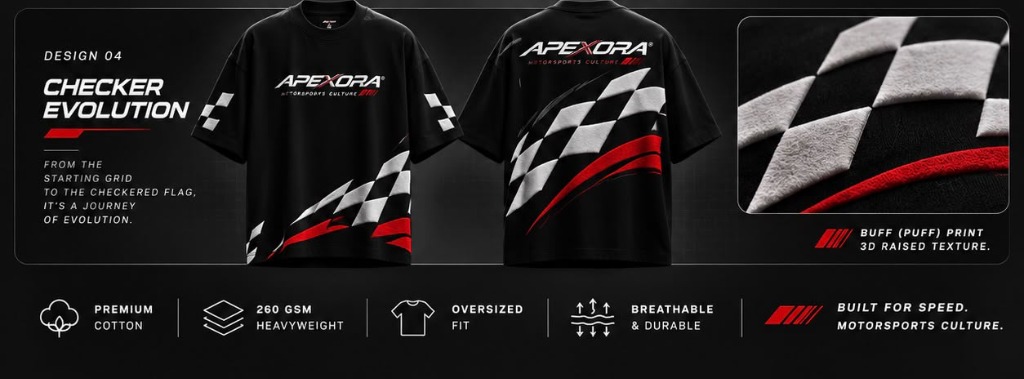 DESIGN 04
CHECKER
EVOLUTION
FROM THE
STARTING GRID
TO THE CHECKERED FLAG,
IT'S A JOURNEY
OF EVOLUTION.
APEXORA®
MOTORSPORTS CULTURE
APEXORA®
MOTORSPORTS CULTURE
BUFF (PUFF) PRINT
3D RAISED TEXTURE.
PREMIUM
COTTON
260 GSM
HEAVYWEIGHT
OVERSIZED
FIT
BREATHABLE
& DURABLE
BUILT FOR SPEED.
MOTORSPORTS CULTURE.